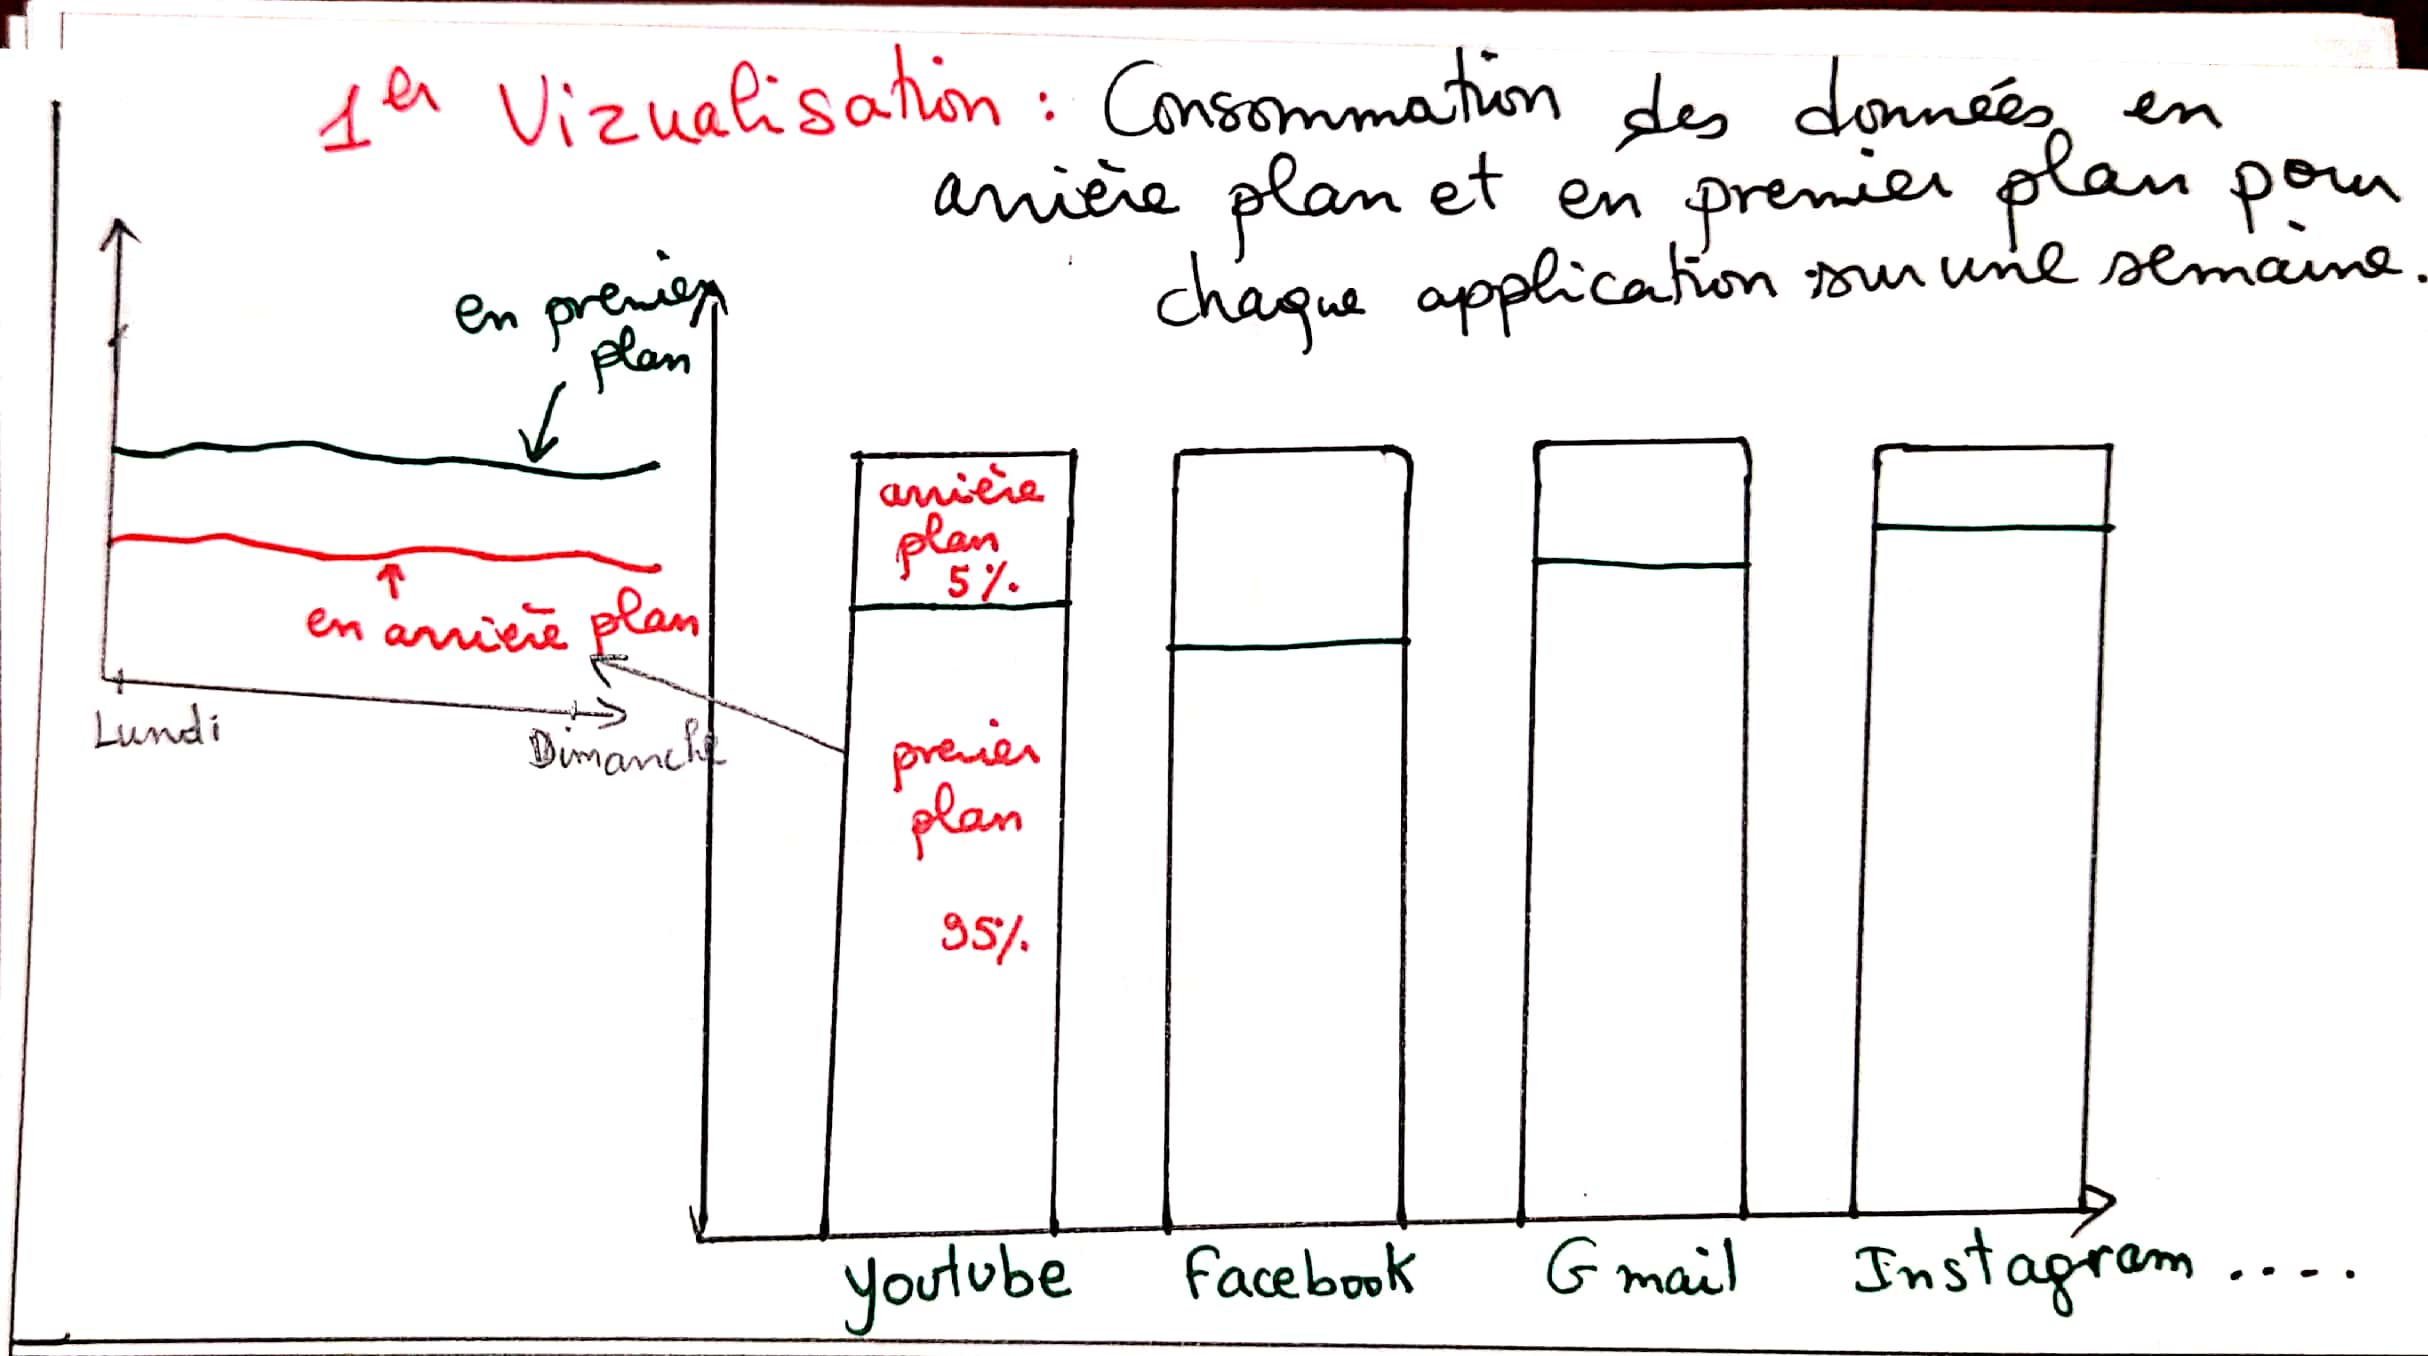 1er Vizualisation : Consommation des données en
arrière plan et en premier plan pour
chaque application sur une semaine.
en premier
plan
en arrière plan
Lundi
Dimanche
arrière
plan
5%.
premier
plan
95%.
youtube Facebook Gmail Instagram ....